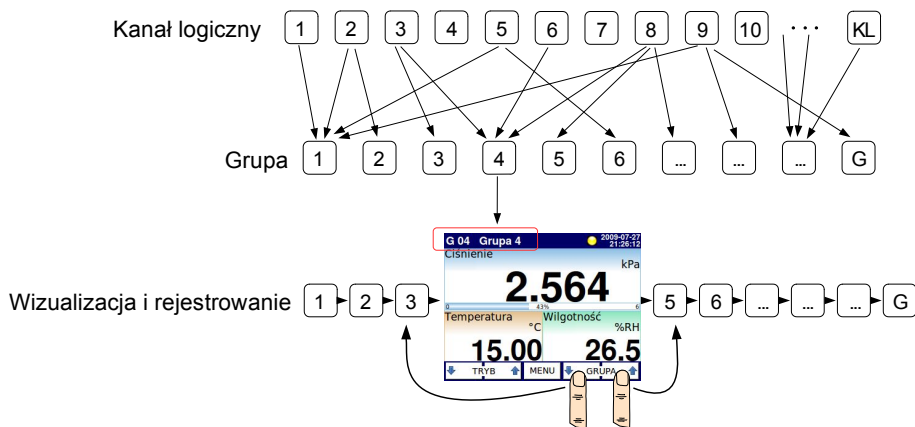 Kanał logiczny 1 2 3 4 5 6 7 8 9 10 ... KL
Grupa 1 2 3 4 5 6 ... ... ... G
G 04 Grupa 4 2009-07-27
21:26:12
Ciśnienie
kPa
2.564
0 43% 6
Wizualizacja i rejestrowanie 1 2 3 5 6 ... ... ... G
Temperatura Wilgotność
°C %RH
15.00 26.5
TRYB MENU GRUPA